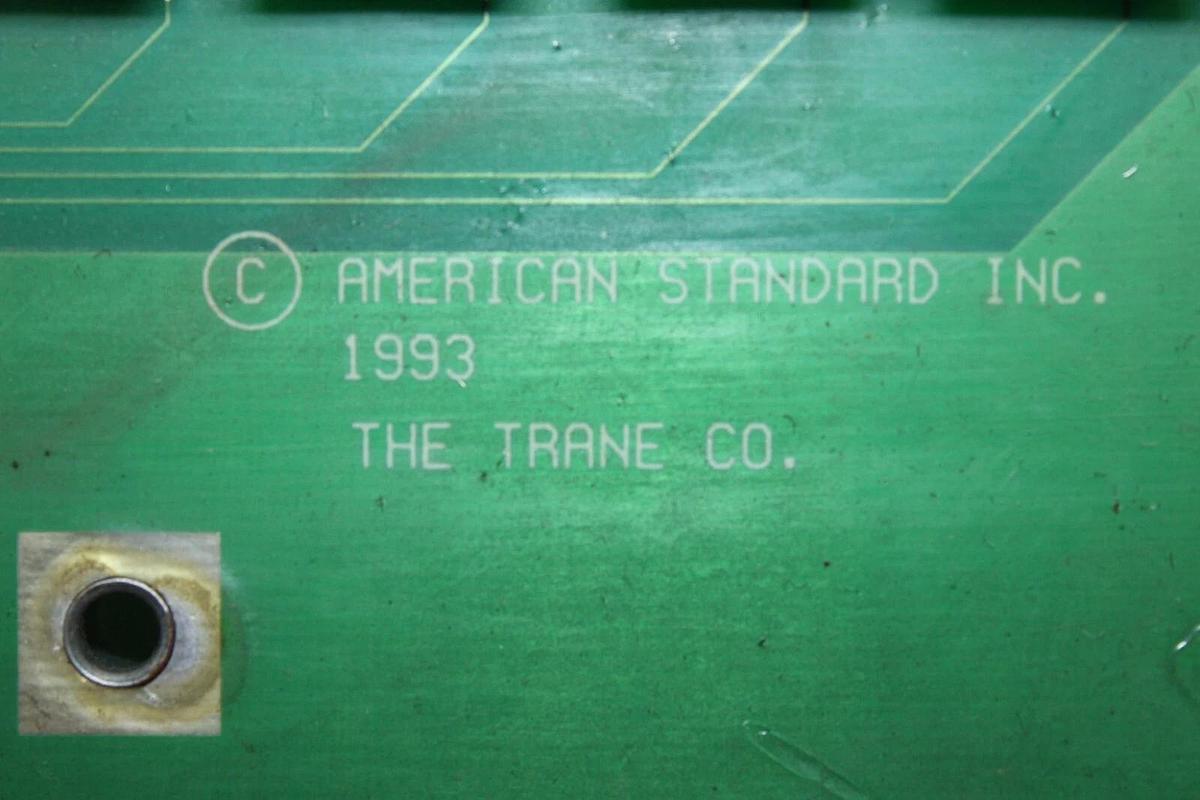 © AMERICAN STANDARD INC.
1993
THE TRANE CO.